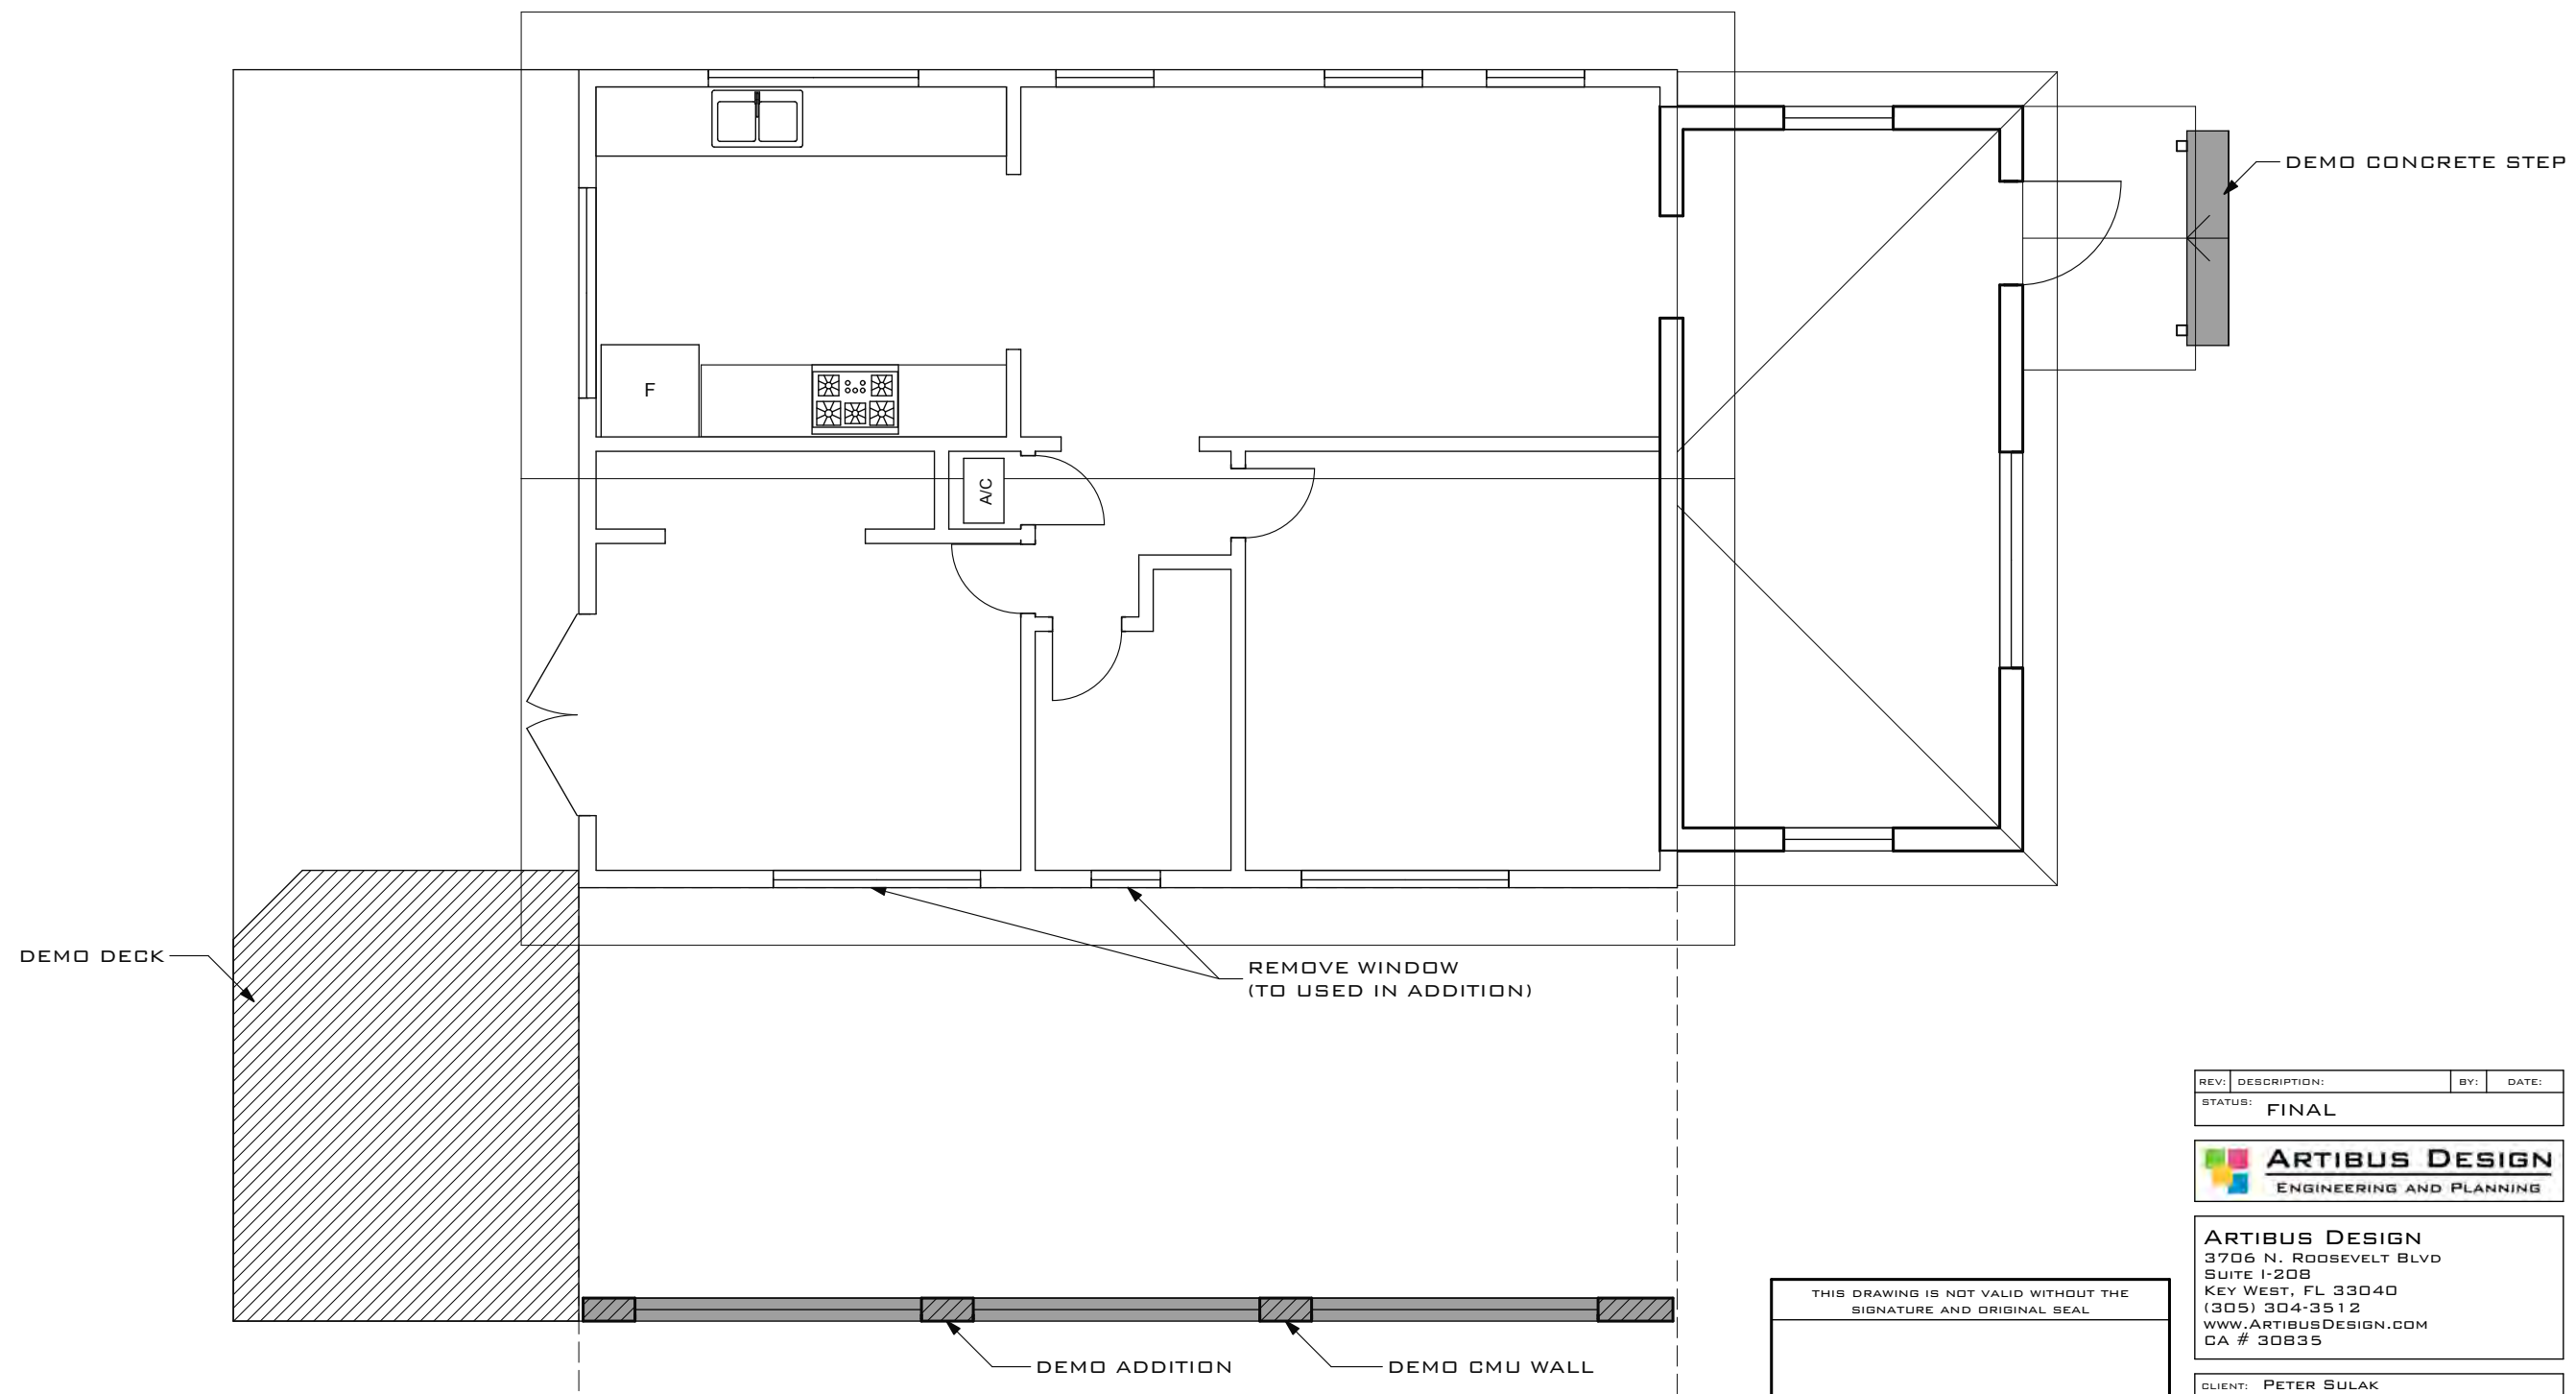 DEMO CONCRETE STEP
F
A/C
DEMO DECK
REMOVE WINDOW
(TO USED IN ADDITION)
DEMO ADDITION
DEMO CMU WALL
THIS DRAWING IS NOT VALID WITHOUT THE
SIGNATURE AND ORIGINAL SEAL
REV: DESCRIPTION: BY: DATE:
STATUS: FINAL
ARTIBUS DESIGN
ENGINEERING AND PLANNING
ARTIBUS DESIGN
3706 N. ROOSEVELT BLVD
SUITE I-208
KEY WEST, FL 33040
(305) 304-3512
WWW.ARTIBUSDESIGN.COM
CA # 30835
CLIENT: PETER SULAK